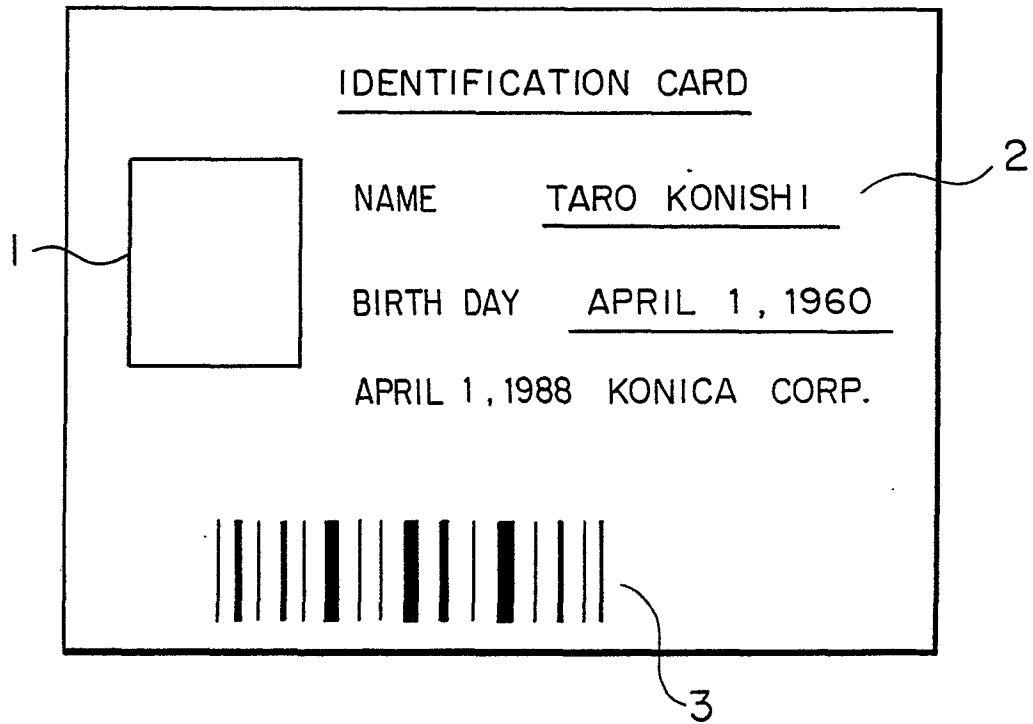 IDENTIFICATION CARD
NAME TARO KONISHI
2
1
BIRTH DAY APRIL 1, 1960
APRIL 1, 1988 KONICA CORP.
3